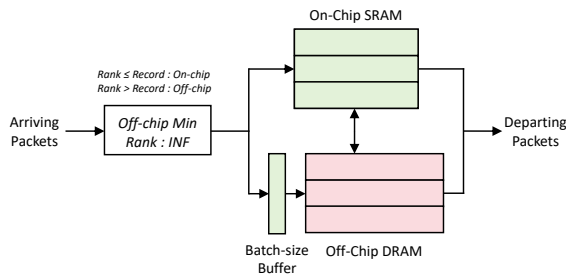 On-Chip SRAM
Rank ≤ Record : On-chip
Rank > Record : Off-chip
Arriving
Packets
Off-chip Min
Rank : INF
Departing
Packets
Batch-size
Buffer
Off-Chip DRAM